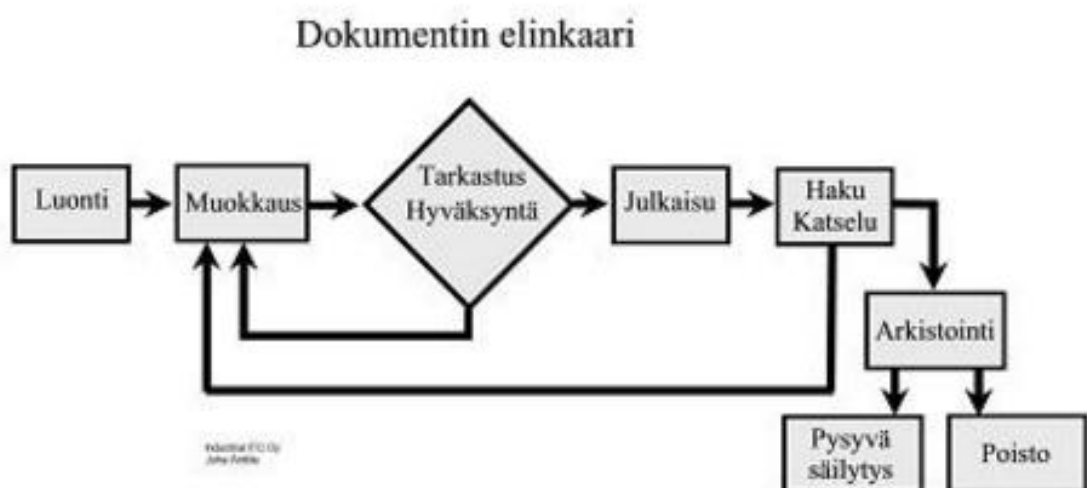 Dokumentin elinkaari
Luonti
Muokkaus
Tarkastus
Hyväksyntä
Julkaisu
Haku
Katselu
Arkistointi
Pysyvä
säilytys
Poisto